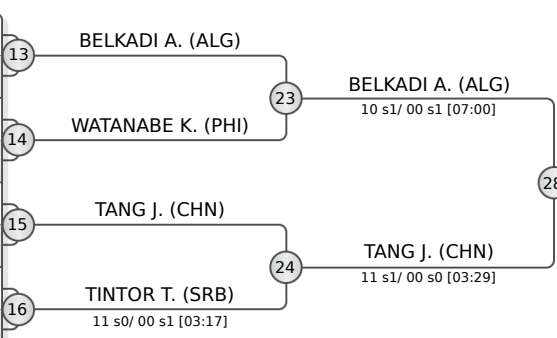 BELKADI A. (ALG)
13
23
BELKADI A. (ALG)
10 s1/ 00 s1 [07:00]
WATANABE K. (PHI)
14
28
TANG J. (CHN)
15
24
TANG J. (CHN)
11 s1/ 00 s0 [03:29]
TINTOR T. (SRB)
16
11 s0/ 00 s1 [03:17]